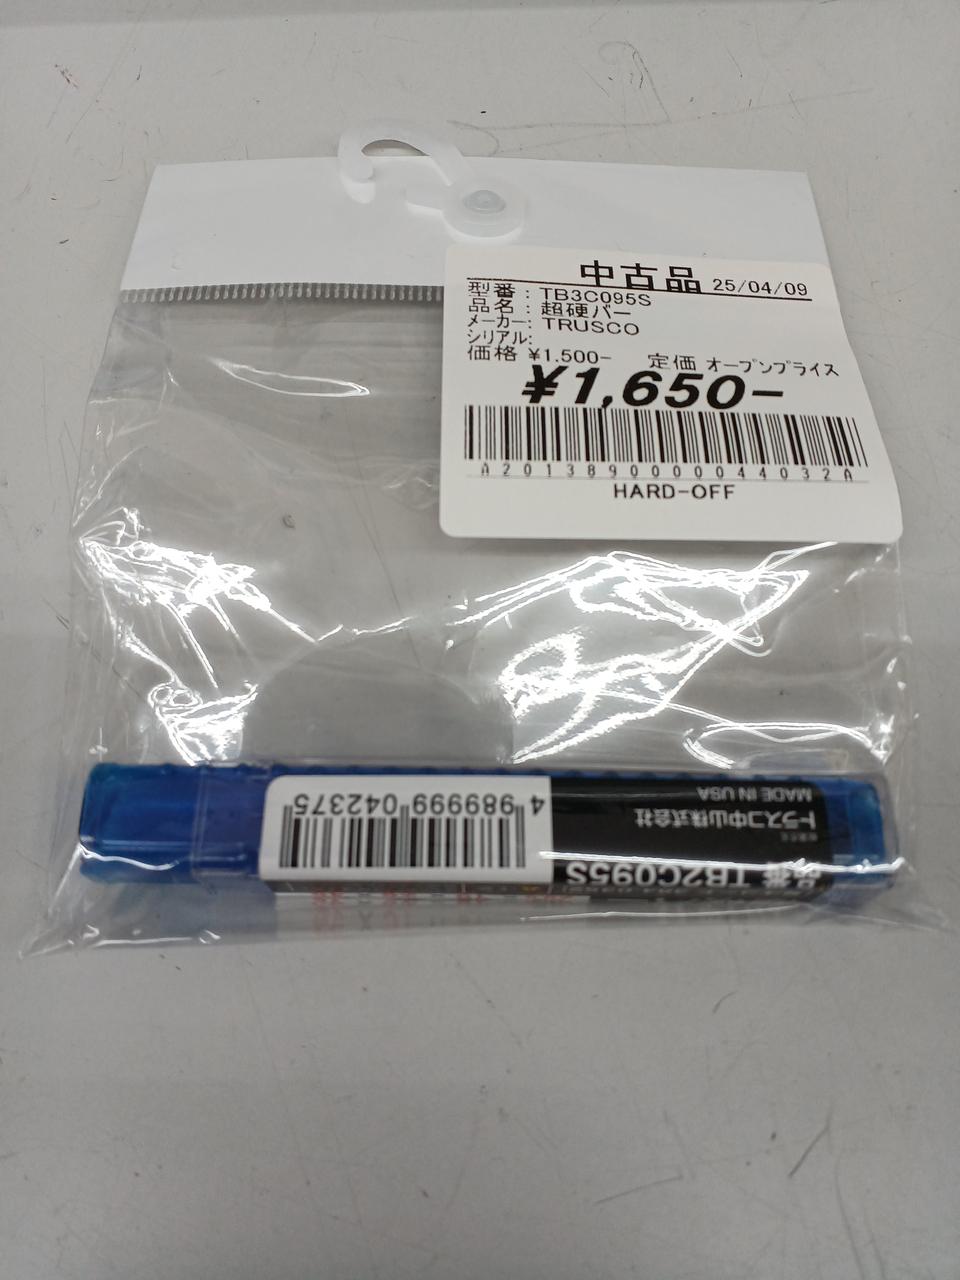 中古品 25/04/09
型番 : TB3C095S
品名 : 超硬バー
メーカー: TRUSCO
シリアル:
価格 ¥1.500- 定価 オープンプライス
¥1,650-
A2013890000044032A
HARD-OFF
品番 TB2C095S
トラスコ中山株式会社
MADE IN USA
4 989999 042375